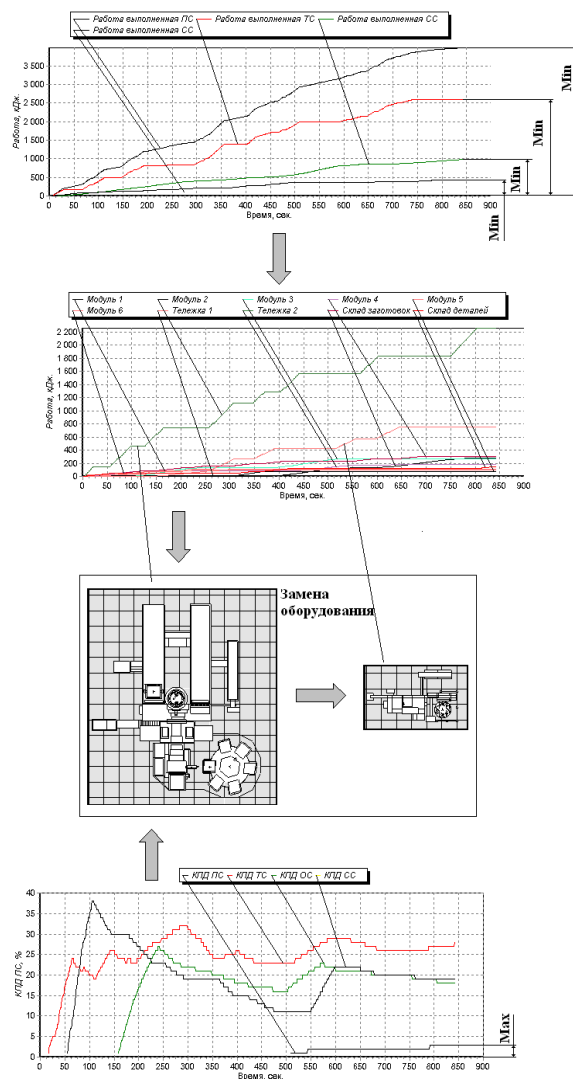 Работа выполненная ПС Работа выполненная ТС Работа выполненная СС
Работа выполненная СС
Min
3 500
3 000
2 500
2 000
1 500
1 000
500
0
Работа, кДж.
Min
Min
Min
0 50 100 150 200 250 300 350 400 450 500 550 600 650 700 750 800 850 900
Время, сек.
Модуль 1 Модуль 2 Модуль 3 Модуль 4 Модуль 5
Модуль 6 Тележка 1 Тележка 2 Склад заготовок Склад деталей
2 200
2 000
1 800
1 600
1 400
1 200
1 000
800
600
400
200
0
Работа, кДж.
0 50 100 150 200 250 300 350 400 450 500 550 600 650 700 750 800 850 900
Время, сек.
Замена
оборудования
КПД ПС КПД ТС КПД ОС КПД СС
40
35
30
25
20
15
10
5
0
КПД ПС, %
Max
0 50 100 150 200 250 300 350 400 450 500 550 600 650 700 750 800 850 900
Время, сек.